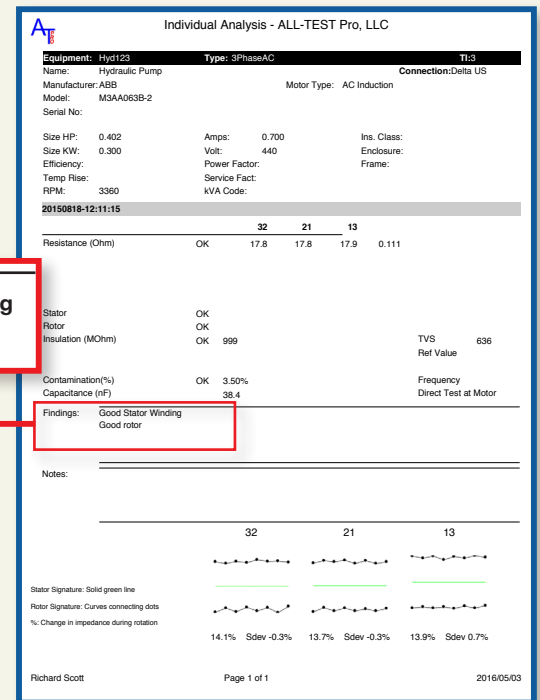 AT PRO
Individual Analysis - ALL-TEST Pro, LLC
Equipment: Hyd123 Type: 3PhaseAC TI:3
Name: Hydraulic Pump Connection:Delta US
Manufacturer: ABB Motor Type: AC Induction
Model: M3AA063B-2
Serial No:
Size HP: 0.402 Amps: 0.700 Ins. Class:
Size KW: 0.300 Volt: 440 Enclosure:
Efficiency: Power Factor: Frame:
Temp Rise: Service Fact:
RPM: 3360 kVA Code:
20150818-12:11:15
32 21 13
Resistance (Ohm) OK 17.8 17.8 17.9 0.111
g
Stator OK
Rotor OK
Insulation (MOhm) OK 999 TVS 636
Ref Value
Contamination(%) OK 3.50% Frequency
Capacitance (nF) 38.4 Direct Test at Motor
Findings: Good Stator Winding
Good rotor
Notes:
32 21 13
Stator Signature: Solid green line
Rotor Signature: Curves connecting dots
%: Change in impedance during rotation
14.1% Sdev -0.3% 13.7% Sdev -0.3% 13.9% Sdev 0.7%
Richard Scott Page 1 of 1 2016/05/03